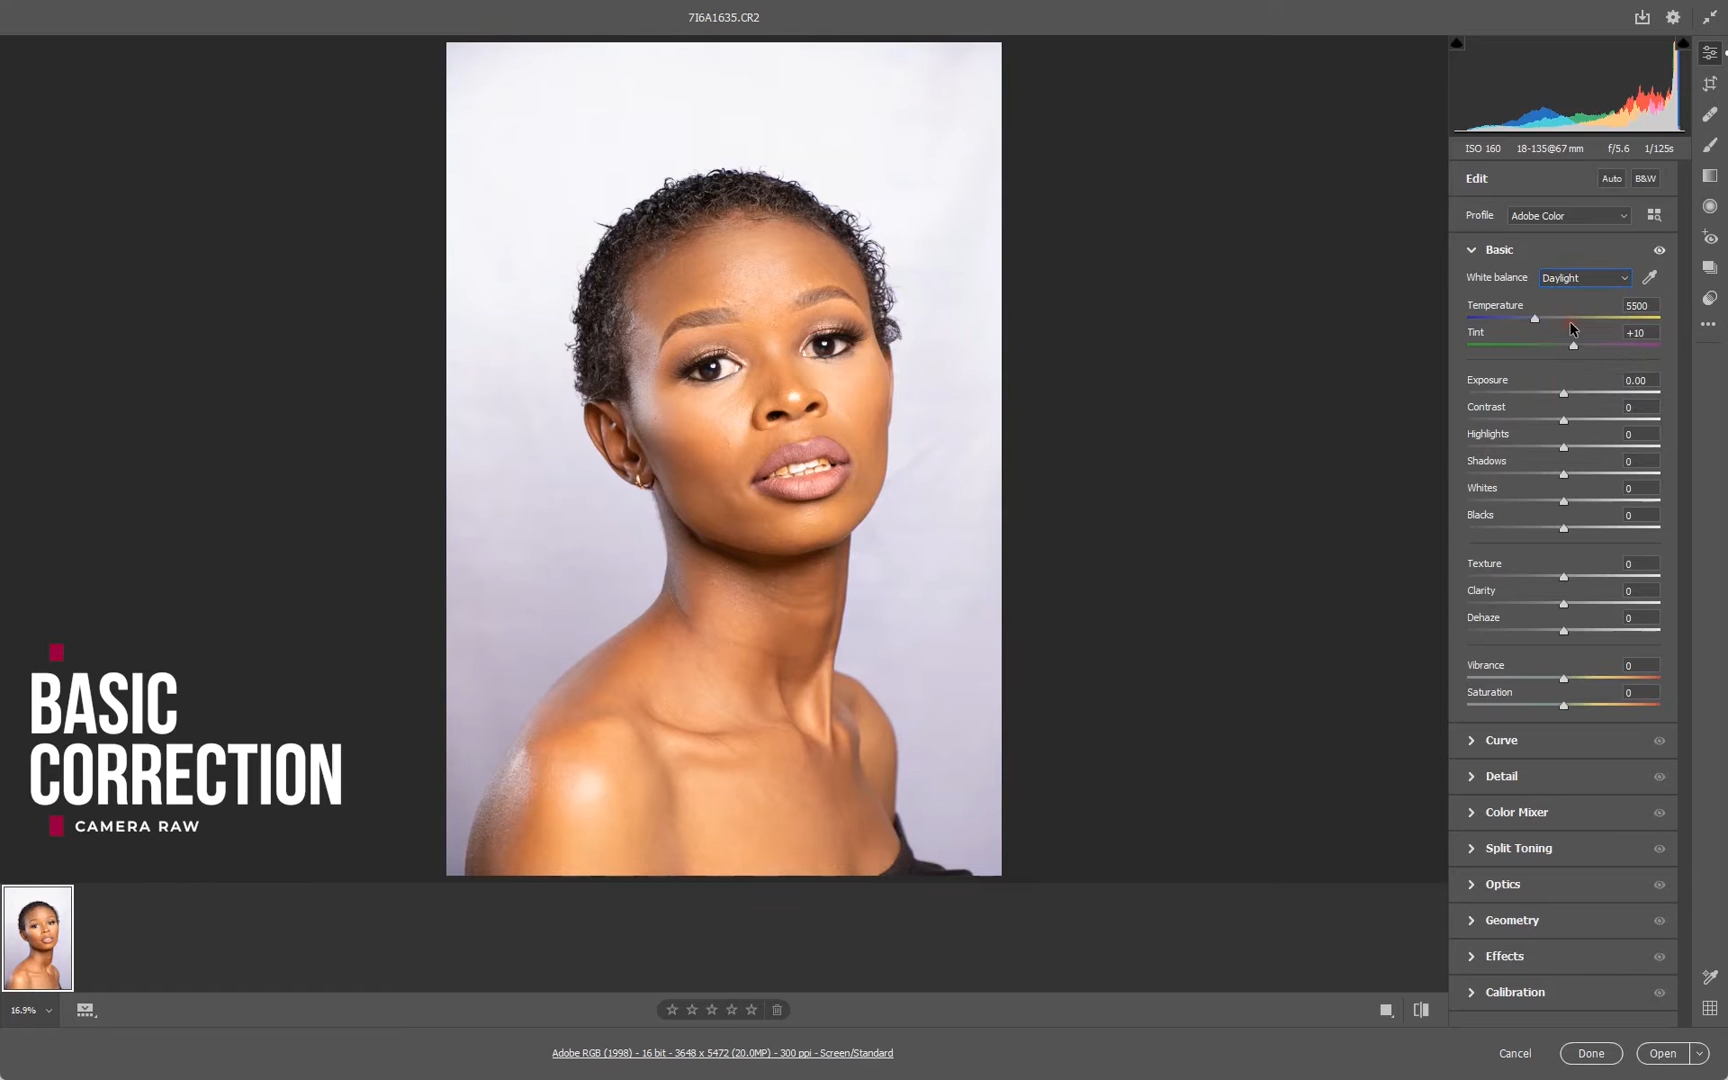 7I6A1635.CR2
ISO 160 18-135@67 mm f/5.6 1/125s
Edit Auto B&W
Profile Adobe Color
Basic
White balance Daylight
Temperature 5500
Tint +10
Exposure 0.00
Contrast 0
Highlights 0
Shadows 0
Whites 0
Blacks 0
Texture 0
Clarity 0
Dehaze 0
Vibrance 0
Saturation 0
Curve
Detail
Color Mixer
Split Toning
Optics
Geometry
Effects
Calibration
BASIC
CORRECTION
CAMERA RAW
16.9%
Adobe RGB (1998) - 16 bit - 3648 x 5472 (20.0MP) - 300 ppi - Screen/Standard
Cancel Done Open